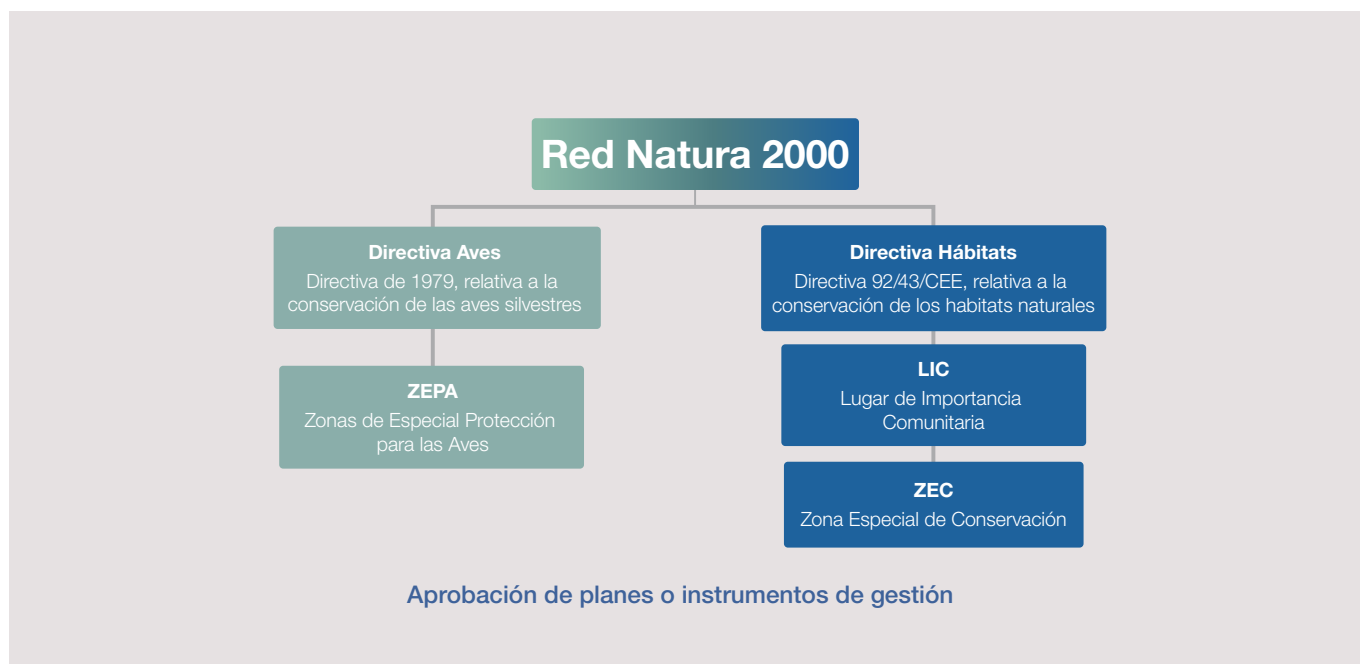 Red Natura 2000
Directiva Aves
Directiva de 1979, relativa a la
conservación de las aves silvestres
ZEPA
Zonas de Especial Protección
para las Aves
Directiva Hábitats
Directiva 92/43/CEE, relativa a la
conservación de los habitats naturales
LIC
Lugar de Importancia
Comunitaria
ZEC
Zona Especial de Conservación
Aprobación de planes o instrumentos de gestión